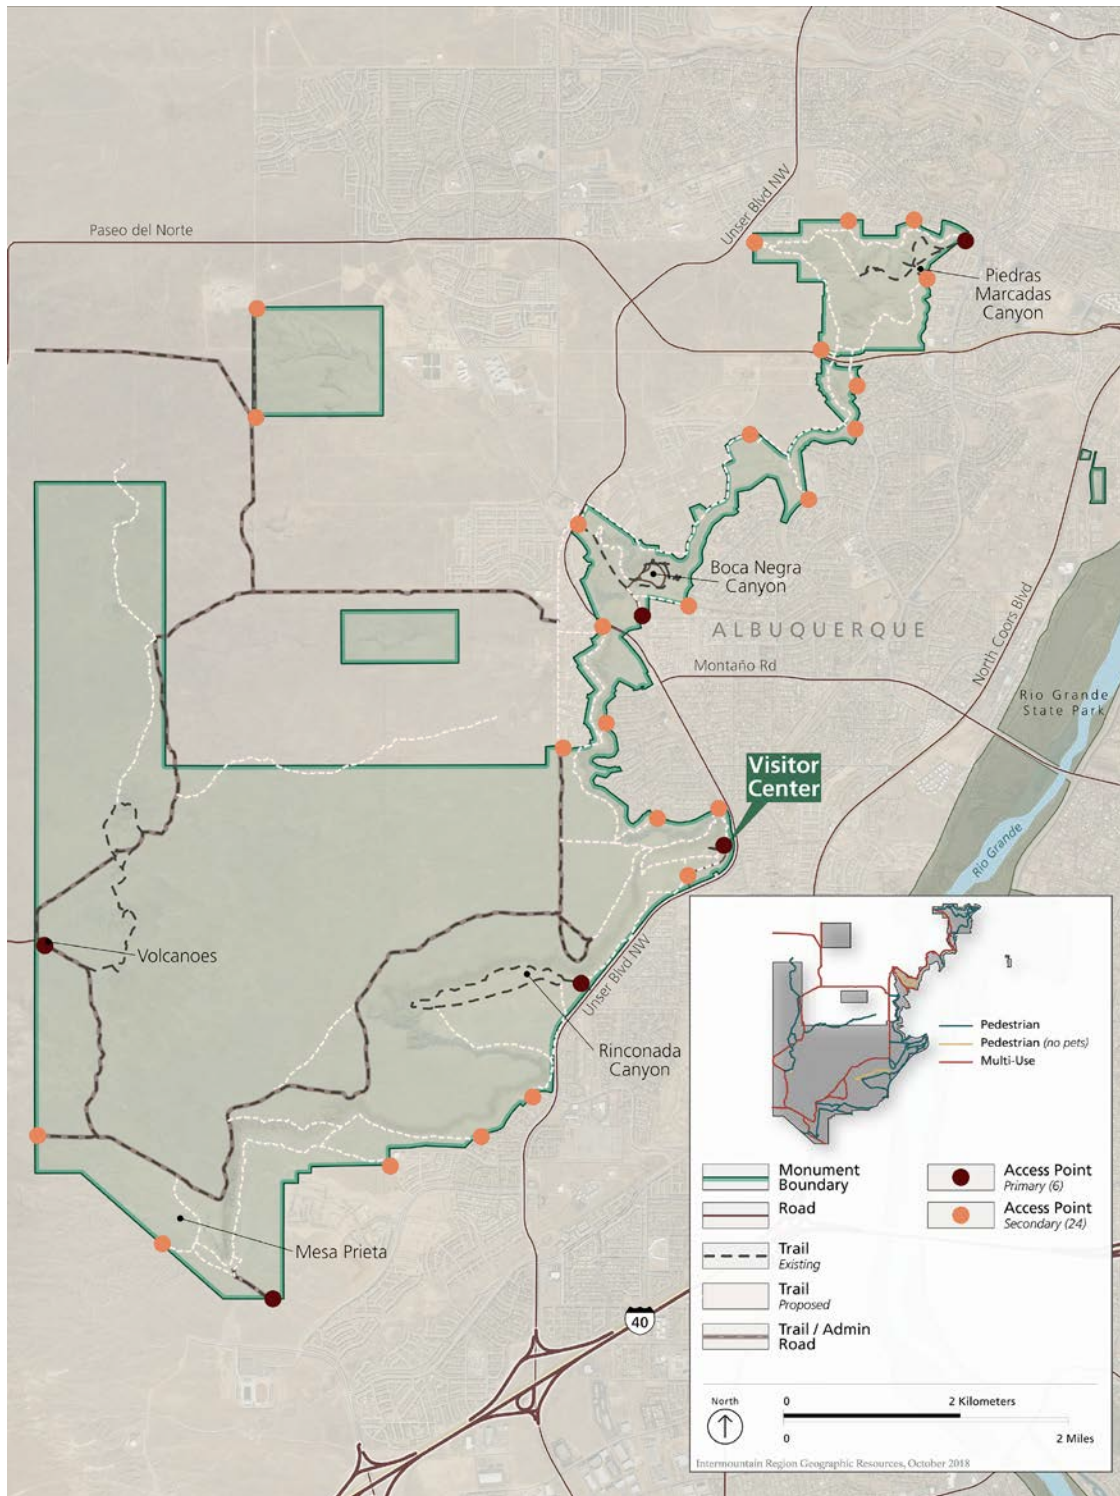 Unser Blvd NW
Paseo del Norte
Piedras
Marcadas
Canyon
Boca Negra
Canyon
ALBUQUERQUE
North Coors Blvd
Montaño Rd
Rio Grande
State Park
Visitor
Center
Rio Grande
Volcanoes
Unser Blvd NW
Rinconada
Canyon
Mesa Prieta
40
Pedestrian
Pedestrian (no pets)
Multi-Use
Monument
Boundary
Road
Trail
Existing
Trail
Proposed
Trail / Admin
Road
Access Point
Primary (6)
Access Point
Secondary (24)
North
0 2 Kilometers
0 2 Miles
Intermountain Region Geographic Resources, October 2018